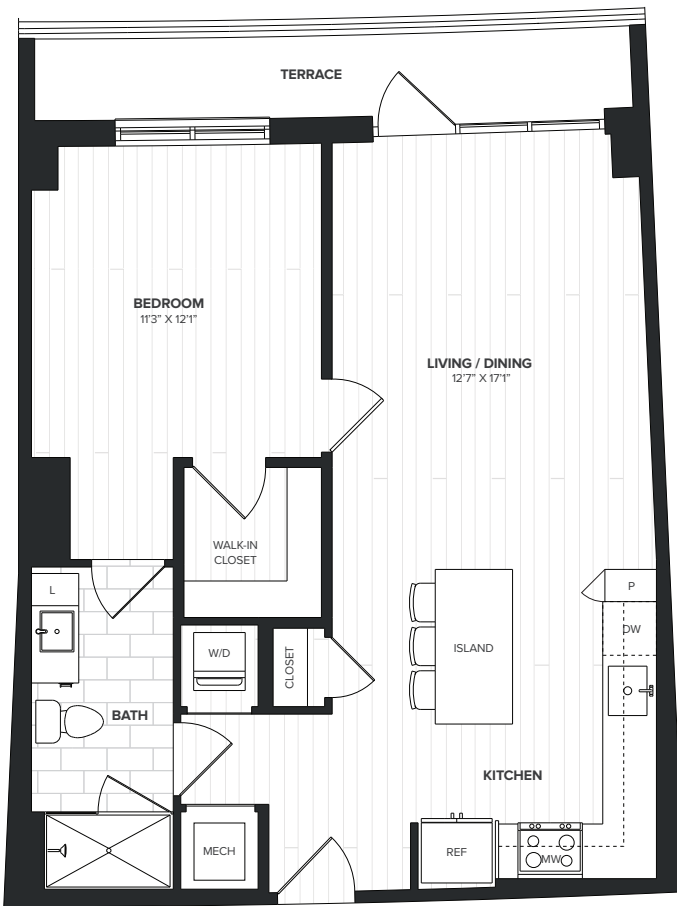 TERRACE
BEDROOM
11'3" X 12'1"
LIVING / DINING
12'7" X 17'1"
WALK-IN
CLOSET
L
P
DW
W/D
CLOSET
ISLAND
BATH
KITCHEN
MECH
REF
MW